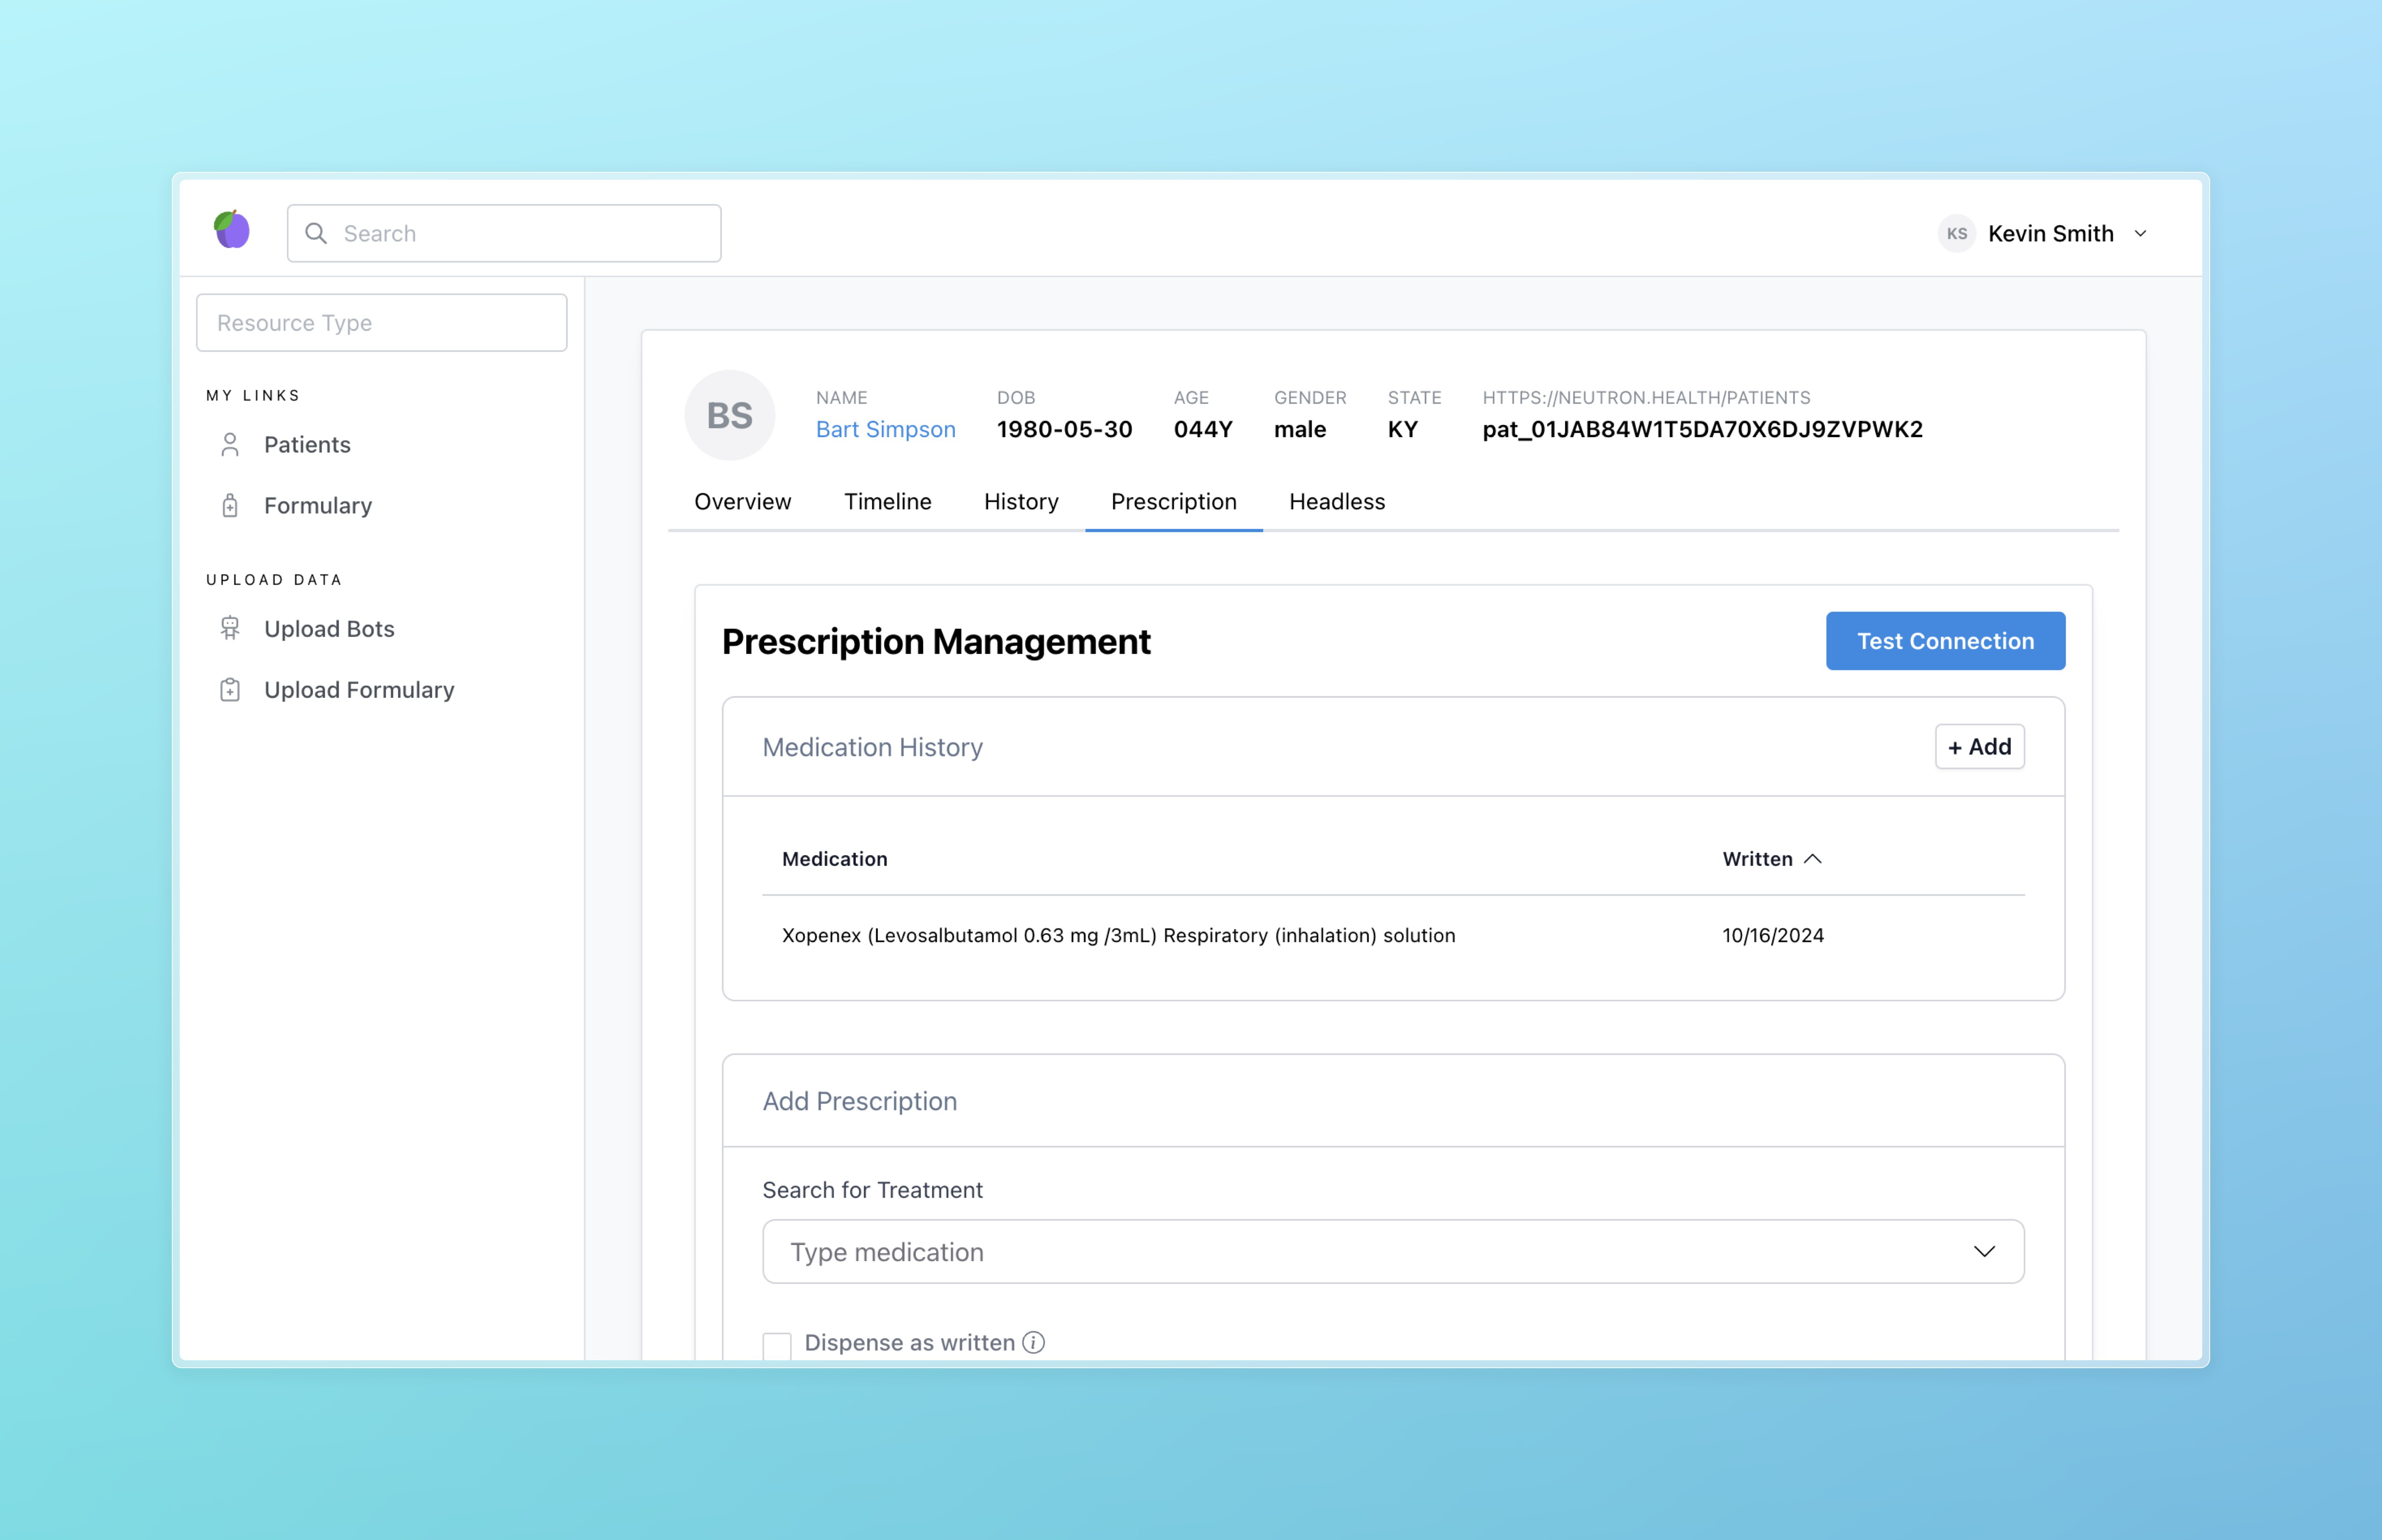 Search
KS Kevin Smith
Resource Type
MY LINKS
Patients
Formulary
UPLOAD DATA
Upload Bots
Upload Formulary
BS
NAME DOB AGE GENDER STATE HTTPS://NEUTRON.HEALTH/PATIENTS
Bart Simpson 1980-05-30 044Y male KY pat_01JAB84W1T5DA70X6DJ9ZVPWK2
Overview Timeline History Prescription Headless
Prescription Management Test Connection
Medication History + Add
Medication Written
Xopenex (Levosalbutamol 0.63 mg /3mL) Respiratory (inhalation) solution 10/16/2024
Add Prescription
Search for Treatment
Type medication
Dispense as written